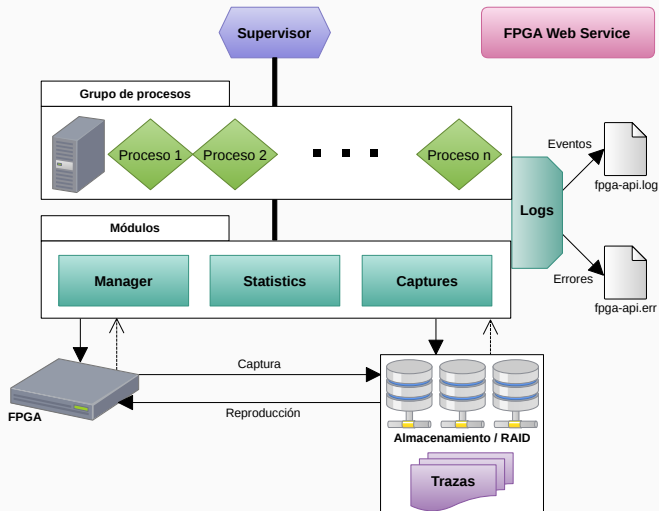 Supervisor
FPGA Web Service
Grupo de procesos
Proceso 1
Proceso 2
Proceso n
Eventos
fpga-api.log
Logs
Módulos
Manager
Statistics
Captures
Errores
fpga-api.err
Captura
FPGA
Reproducción
Almacenamiento / RAID
Trazas